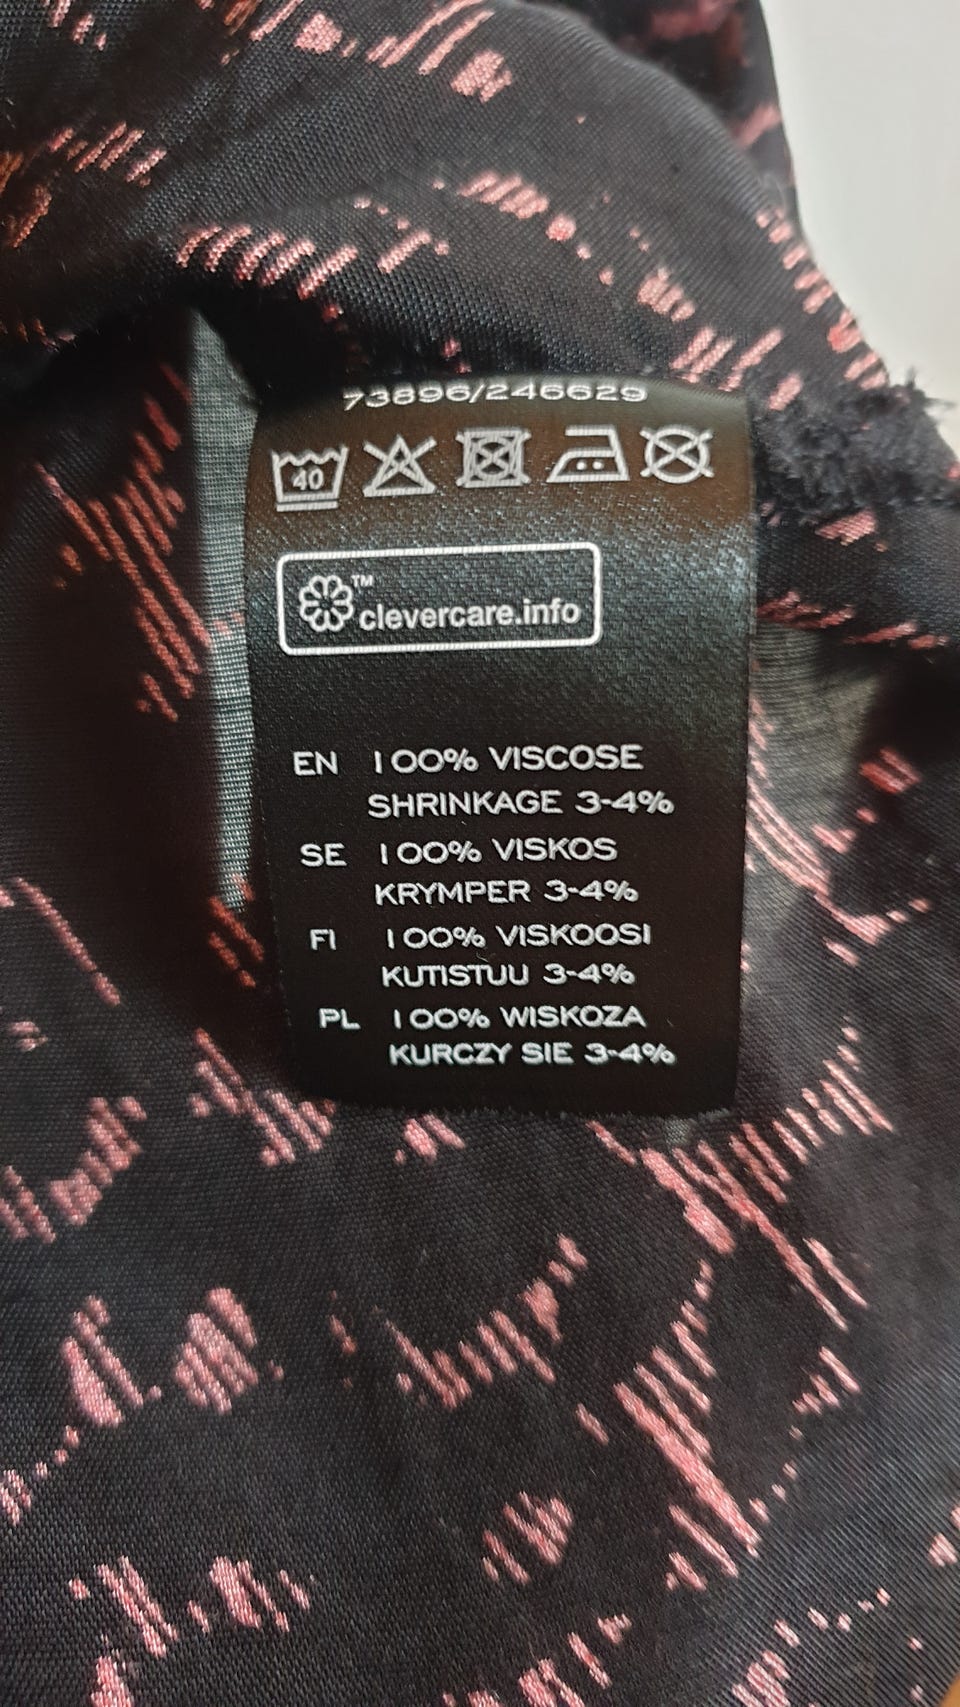 73896/246629
40
™
clevercare.info
EN 100% VISCOSE
SHRINKAGE 3-4%
SE 100% VISKOS
KRYMPER 3-4%
FI 100% VISKOOSI
KUTISTUU 3-4%
PL 100% WISKOZA
KURCZY SIE 3-4%